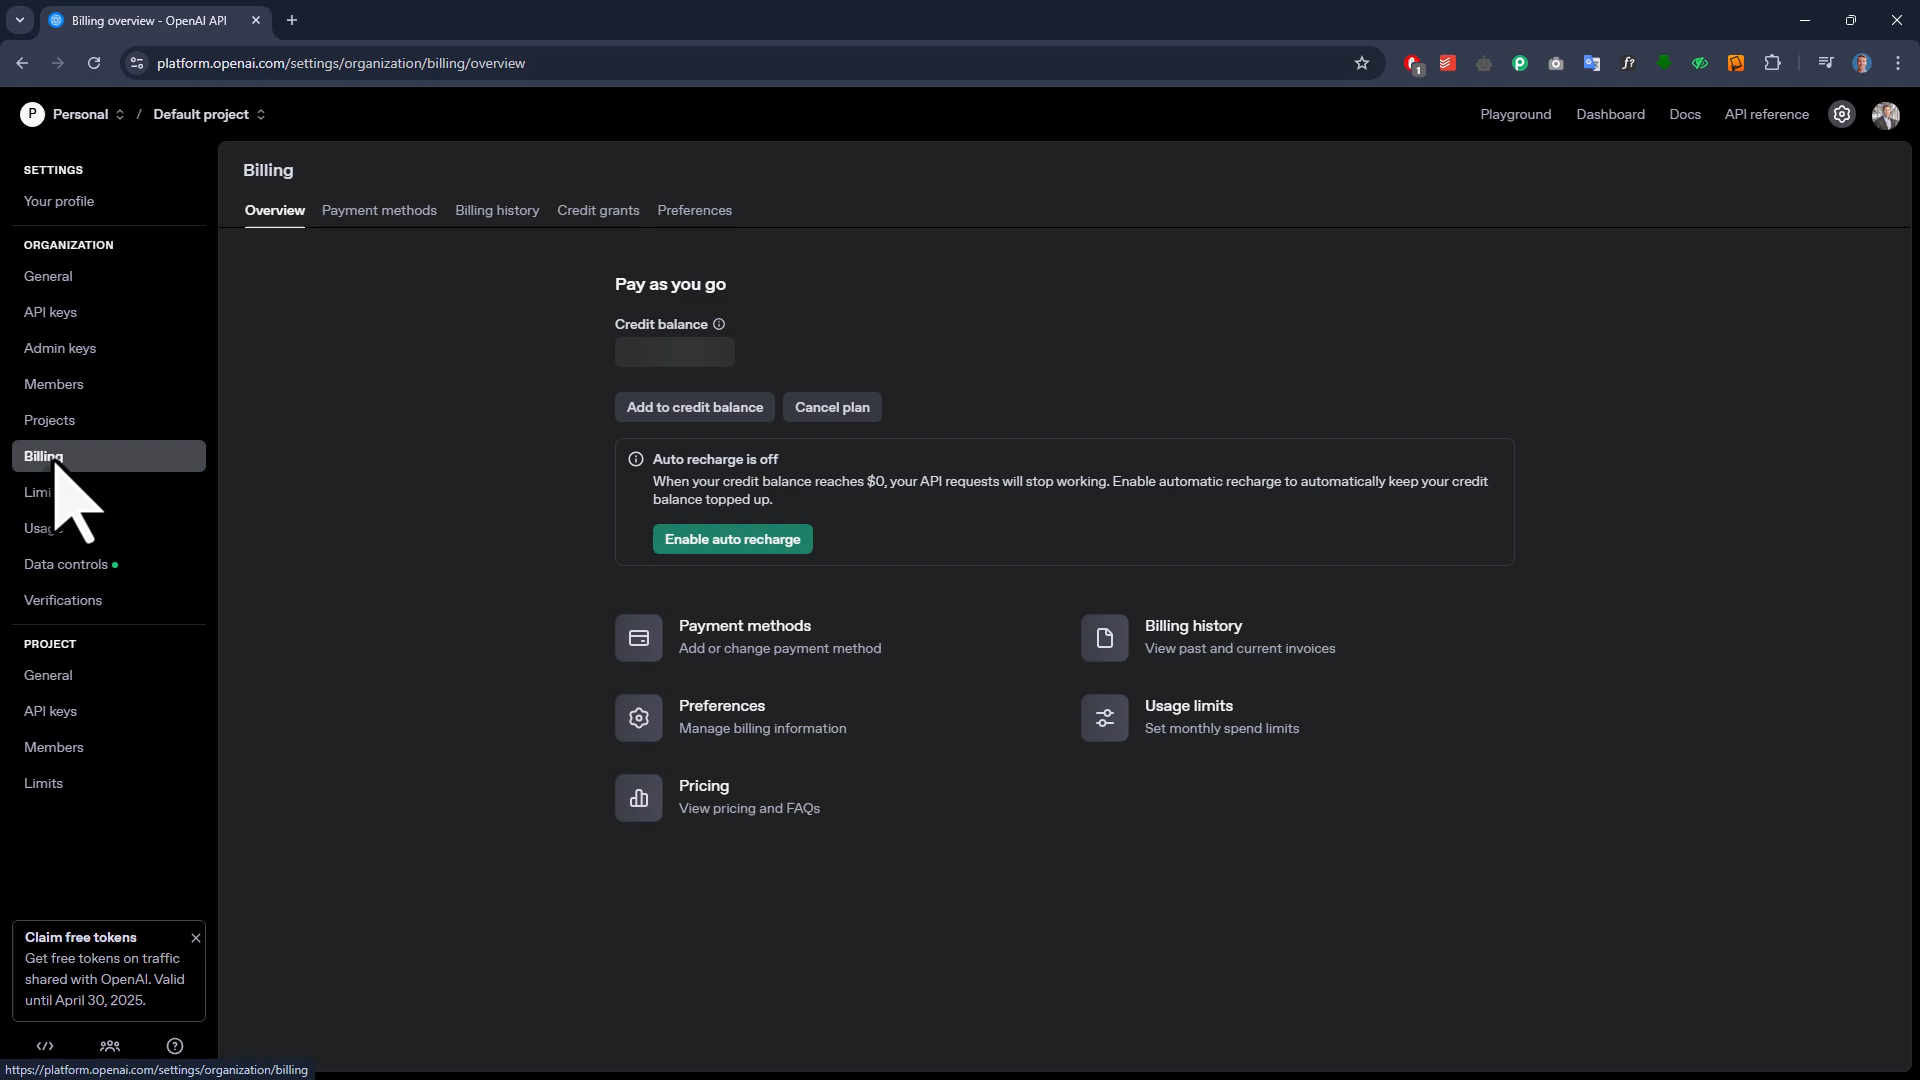 Billing overview - OpenAI API
platform.openai.com/settings/organization/billing/overview
1
f?
P Personal / Default project
Playground Dashboard Docs API reference
SETTINGS
Your profile
ORGANIZATION
General
API keys
Admin keys
Members
Projects
Billing
Usage
Data controls
Verifications
PROJECT
General
API keys
Members
Limits
Claim free tokens
Get free tokens on traffic
shared with OpenAI. Valid
until April 30, 2025.
Billing
Overview Payment methods Billing history Credit grants Preferences
Pay as you go
Credit balance
Add to credit balance Cancel plan
Auto recharge is off
When your credit balance reaches $0, your API requests will stop working. Enable automatic recharge to automatically keep your credit
balance topped up.
Enable auto recharge
Payment methods
Add or change payment method
Billing history
View past and current invoices
Preferences
Manage billing information
Usage limits
Set monthly spend limits
Pricing
View pricing and FAQs
https://platform.openai.com/settings/organization/billing